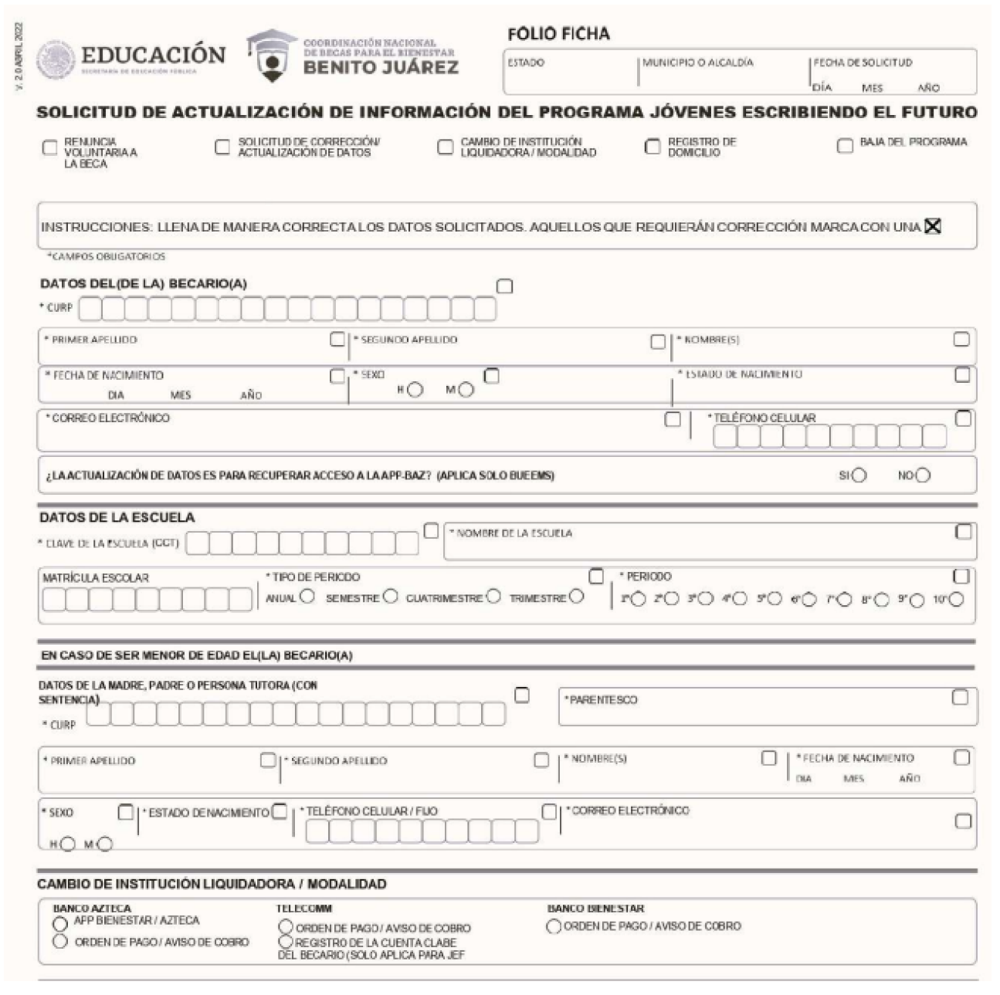 V. 2.0 ABRIL 2022
EDUCACIÓN
SECRETARÍA DE EDUCACIÓN PÚBLICA
COORDINACIÓN NACIONAL
DE BECAS PARA EL BIENESTAR
BENITO JUÁREZ
FOLIO FICHA
ESTADO MUNICIPIO O ALCALDÍA FECHA DE SOLICITUD
DÍA MES AÑO
SOLICITUD DE ACTUALIZACIÓN DE INFORMACIÓN DEL PROGRAMA JÓVENES ESCRIBIENDO EL FUTURO
RENUNCIA
VOLUNTARIA A
LA BECA
SOLICITUD DE CORRECCIÓN/
ACTUALIZACIÓN DE DATOS
CAMBIO DE INSTITUCIÓN
LIQUIDADORA / MODALIDAD
REGISTRO DE
DOMICILIO
BAJA DEL PROGRAMA
INSTRUCCIONES: LLENA DE MANERA CORRECTA LOS DATOS SOLICITADOS. AQUELLOS QUE REQUIERÁN CORRECCIÓN MARCA CON UNA
*CAMPOS OBLIGATORIOS
DATOS DEL(DE LA) BECARIO(A)
* CURP
* PRIMER APELLIDO * SEGUNDO APELLIDO * NOMBRE(S)
* FECHA DE NACIMIENTO * SEXO * ESTADO DE NACIMIENTO
DIA MES AÑO H M
* CORREO ELECTRÓNICO * TELÉFONO CELULAR
¿LA ACTUALIZACIÓN DE DATOS ES PARA RECUPERAR ACCESO A LA APP-BAZ? (APLICA SOLO BUEEMS) SI NO
DATOS DE LA ESCUELA
* CLAVE DE LA ESCUELA (CCT) * NOMBRE DE LA ESCUELA
MATRÍCULA ESCOLAR * TIPO DE PERIODO * PERIODO
ANUAL SEMESTRE CUATRIMESTRE TRIMESTRE 1° 2° 3° 4° 5° 6° 7° 8° 9° 10°
EN CASO DE SER MENOR DE EDAD EL(LA) BECARIO(A)
DATOS DE LA MADRE, PADRE O PERSONA TUTORA (CON
SENTENCIA)
* CURP
* PARENTESCO
* PRIMER APELLIDO * SEGUNDO APELLIDO * NOMBRE(S) * FECHA DE NACIMIENTO
DIA MES AÑO
* SEXO * ESTADO DE NACIMIENTO * TELÉFONO CELULAR / FIJO * CORREO ELECTRÓNICO
H M
CAMBIO DE INSTITUCIÓN LIQUIDADORA / MODALIDAD
BANCO AZTECA
APP BIENESTAR / AZTECA
ORDEN DE PAGO / AVISO DE COBRO
TELECOMM
ORDEN DE PAGO / AVISO DE COBRO
REGISTRO DE LA CUENTA CLABE
DEL BECARIO (SOLO APLICA PARA JEF
BANCO BIENESTAR
ORDEN DE PAGO / AVISO DE COBRO